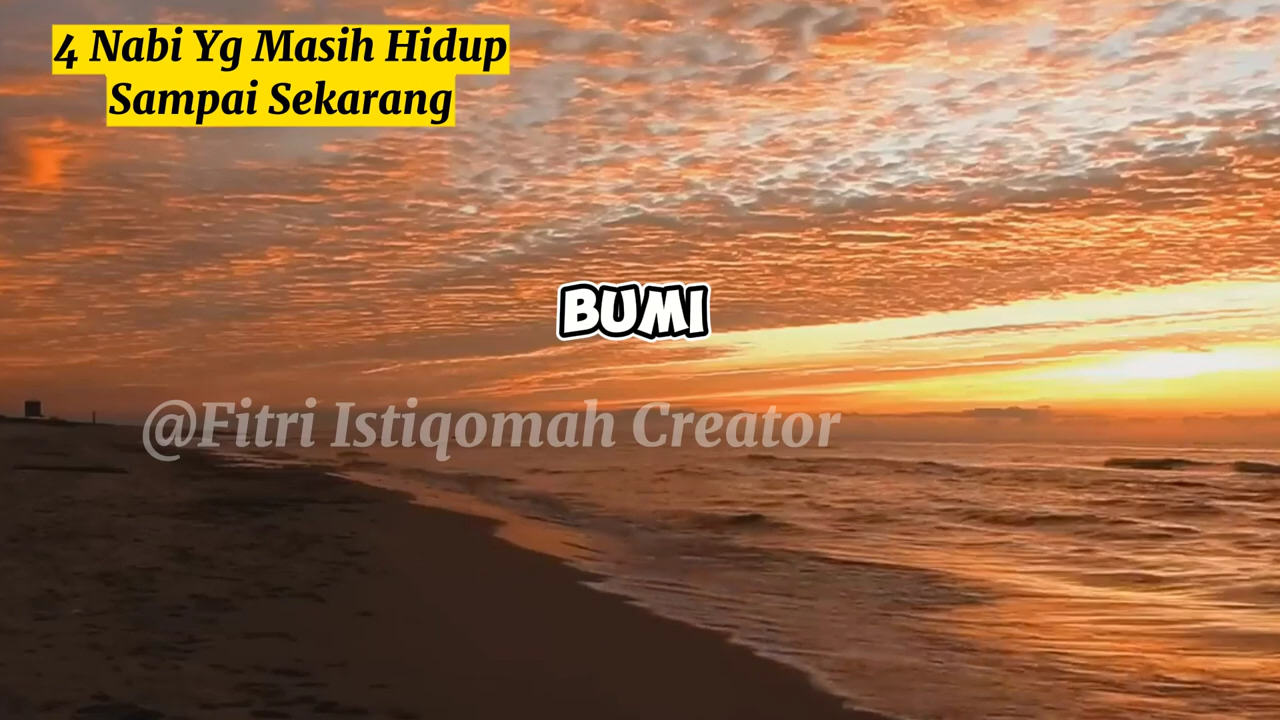 4 Nabi Yg Masih Hidup
Sampai Sekarang
BUMI
@Fitri Istiqomah Creator